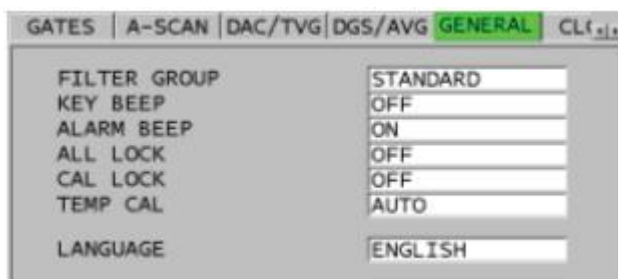 GATES A-SCAN DAC/TVG DGS/AVG GENERAL
FILTER GROUP STANDARD
KEY BEEP OFF
ALARM BEEP ON
ALL LOCK OFF
CAL LOCK OFF
TEMP CAL AUTO
LANGUAGE ENGLISH